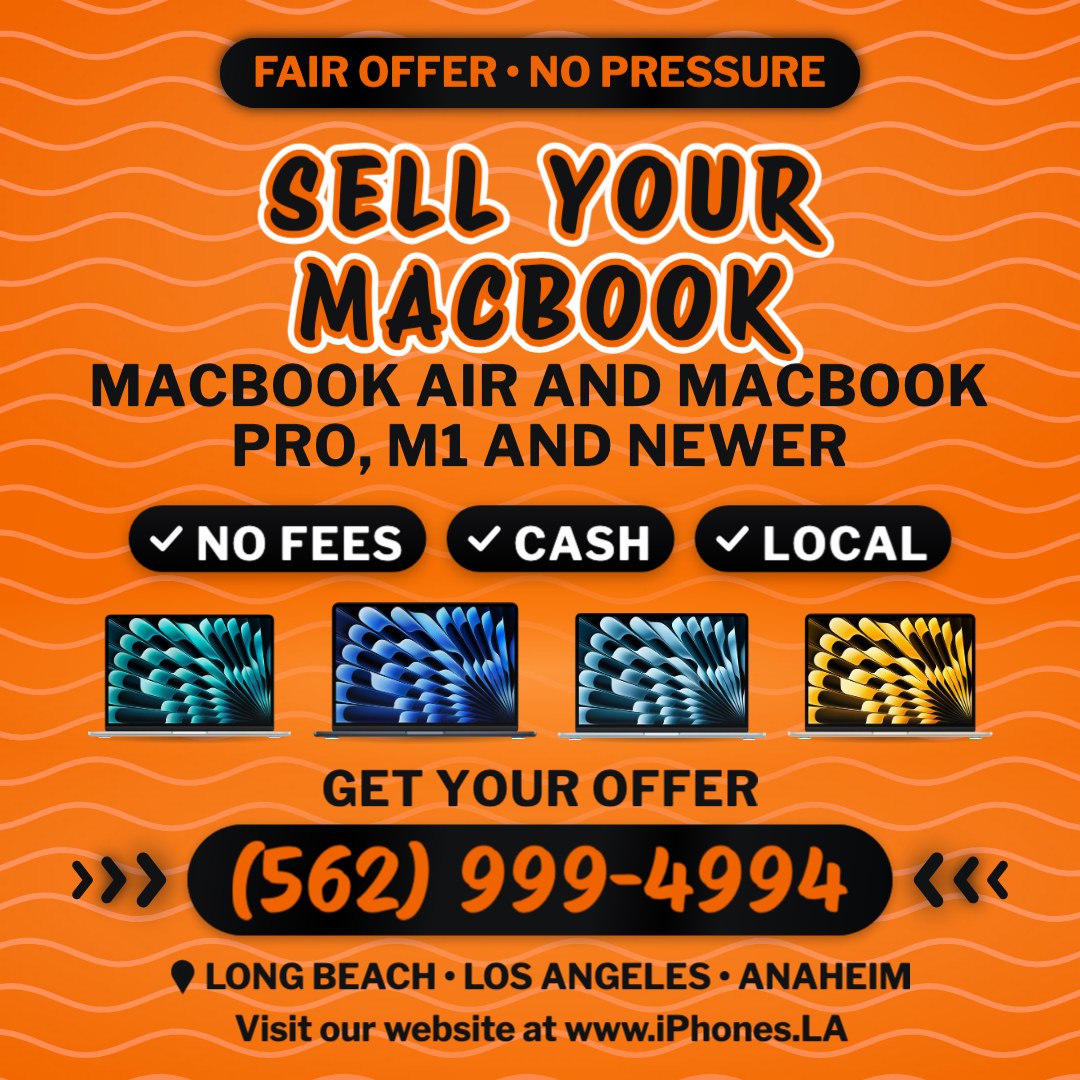 FAIR OFFER • NO PRESSURE
SELL YOUR
MACBOOK
MACBOOK AIR AND MACBOOK
PRO, M1 AND NEWER
✓ NO FEES ✓ CASH ✓ LOCAL
GET YOUR OFFER
(562) 999-4994
LONG BEACH • LOS ANGELES • ANAHEIM
Visit our website at www.iPhones.LA